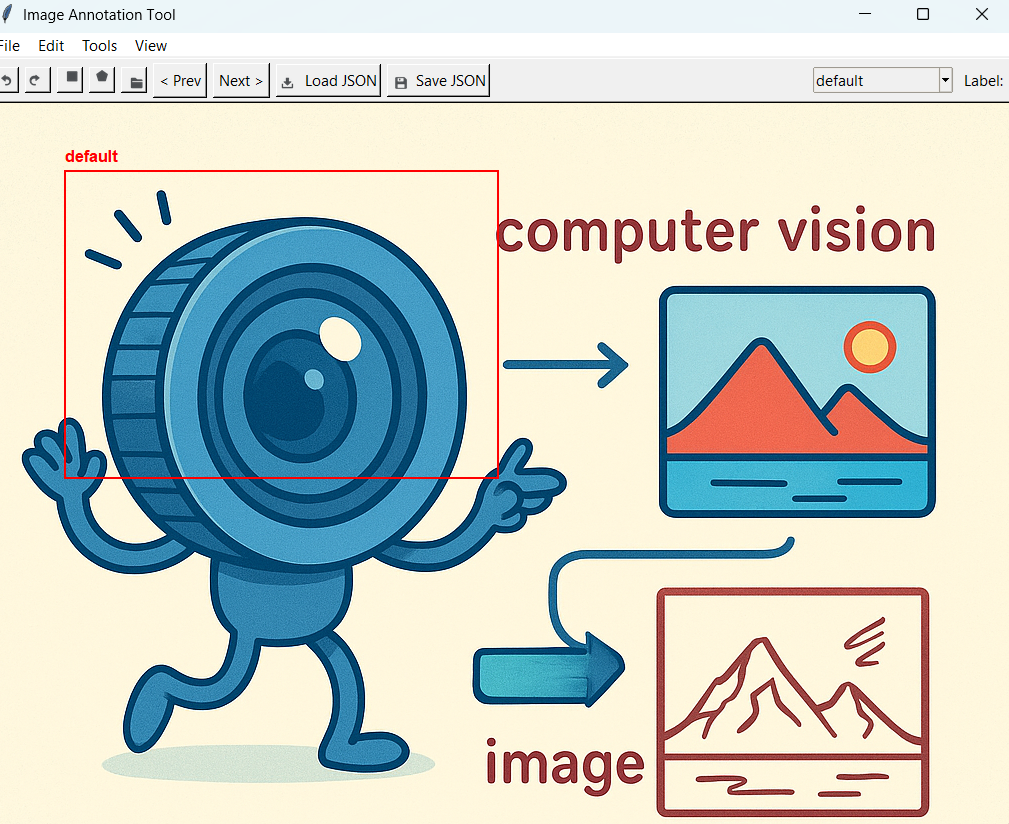 Image Annotation Tool
File Edit Tools View
< Prev Next > Load JSON Save JSON default Label:
default
computer vision
image